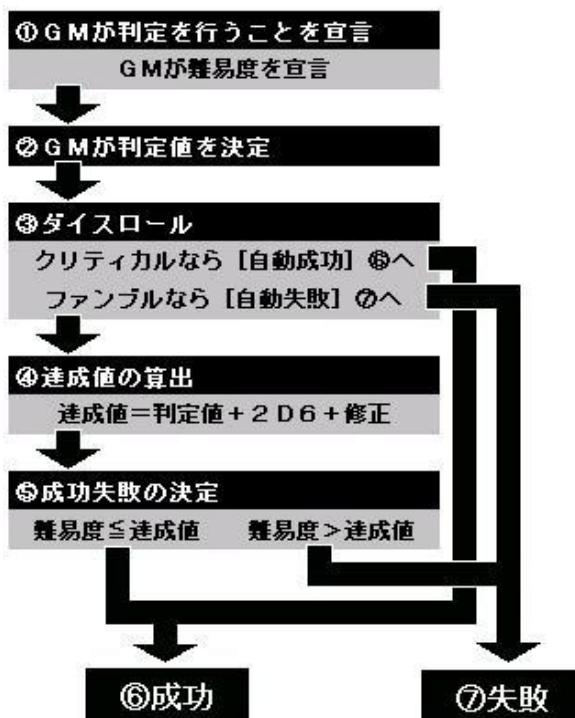 ①GMが判定を行うことを宣言
GMが難易度を宣言
②GMが判定値を決定
③ダイスロール
クリティカルなら[自動成功]⑥へ
ファンブルなら[自動失敗]⑦へ
④達成値の算出
達成値=判定値+2D6+修正
⑤成功失敗の決定
難易度≦達成値 難易度>達成値
⑥成功 ⑦失敗